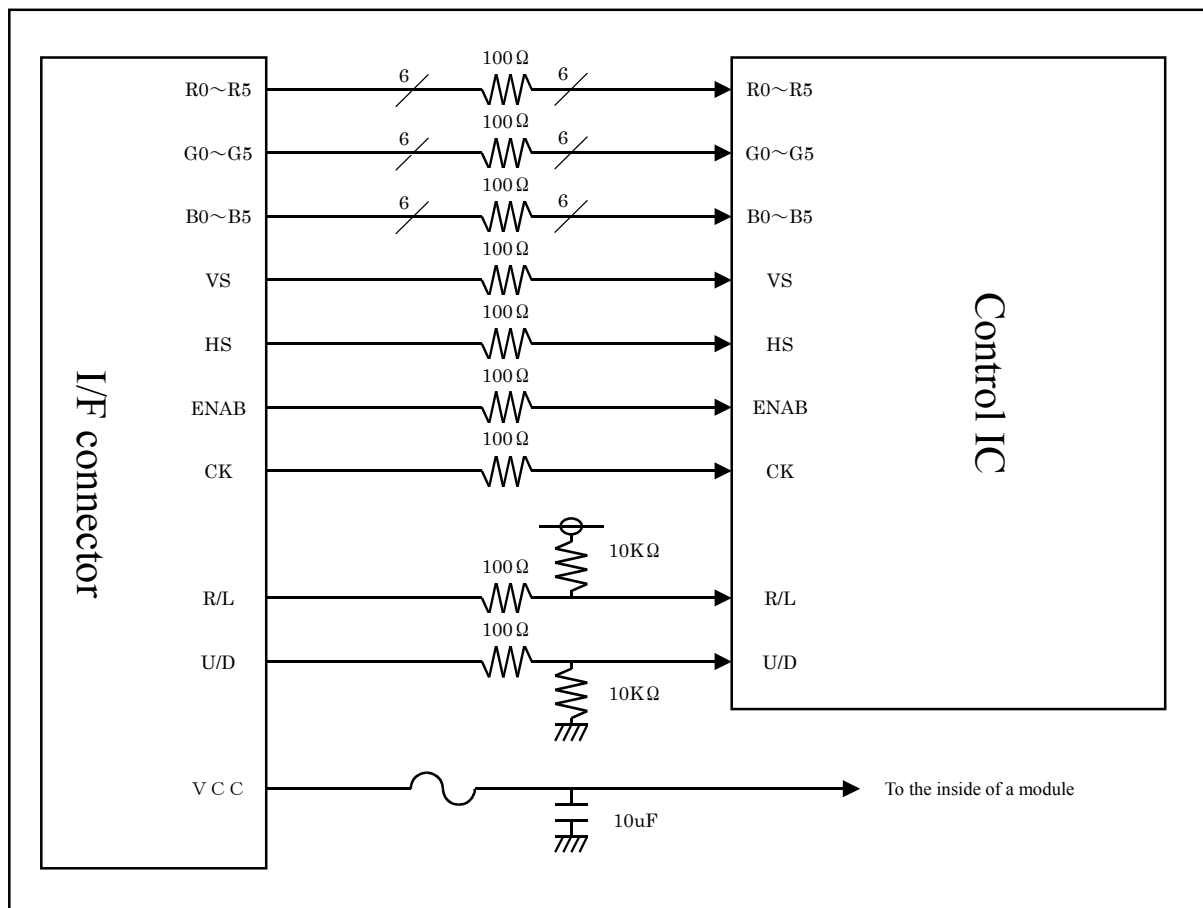 100Ω
R0～R5 6 6 R0～R5
100Ω
G0～G5 6 6 G0～G5
100Ω
B0～B5 6 6 B0～B5
100Ω
VS VS
100Ω
HS HS
100Ω
ENAB ENAB
100Ω
CK CK
10KΩ
100Ω
R/L R/L
100Ω
U/D U/D
10KΩ
VCC To the inside of a module
10uF
I/F connector
Control IC